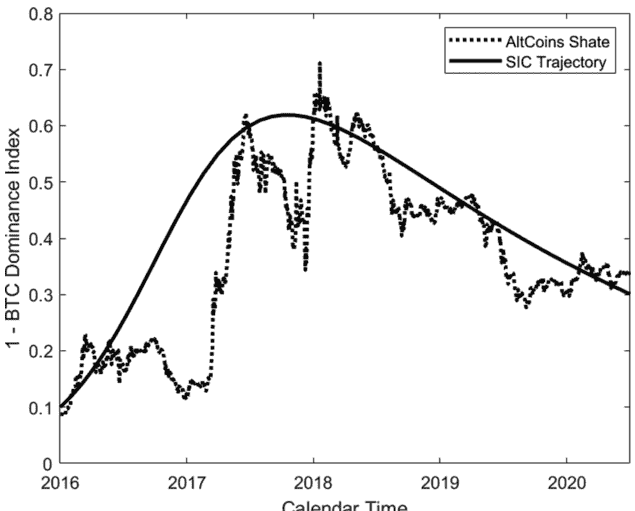 0.8
0.7
0.6
0.5
0.4
0.3
0.2
0.1
0
1 - BTC Dominance Index
AltCoins Shate
SIC Trajectory
2016 2017 2018 2019 2020
Calendar Time